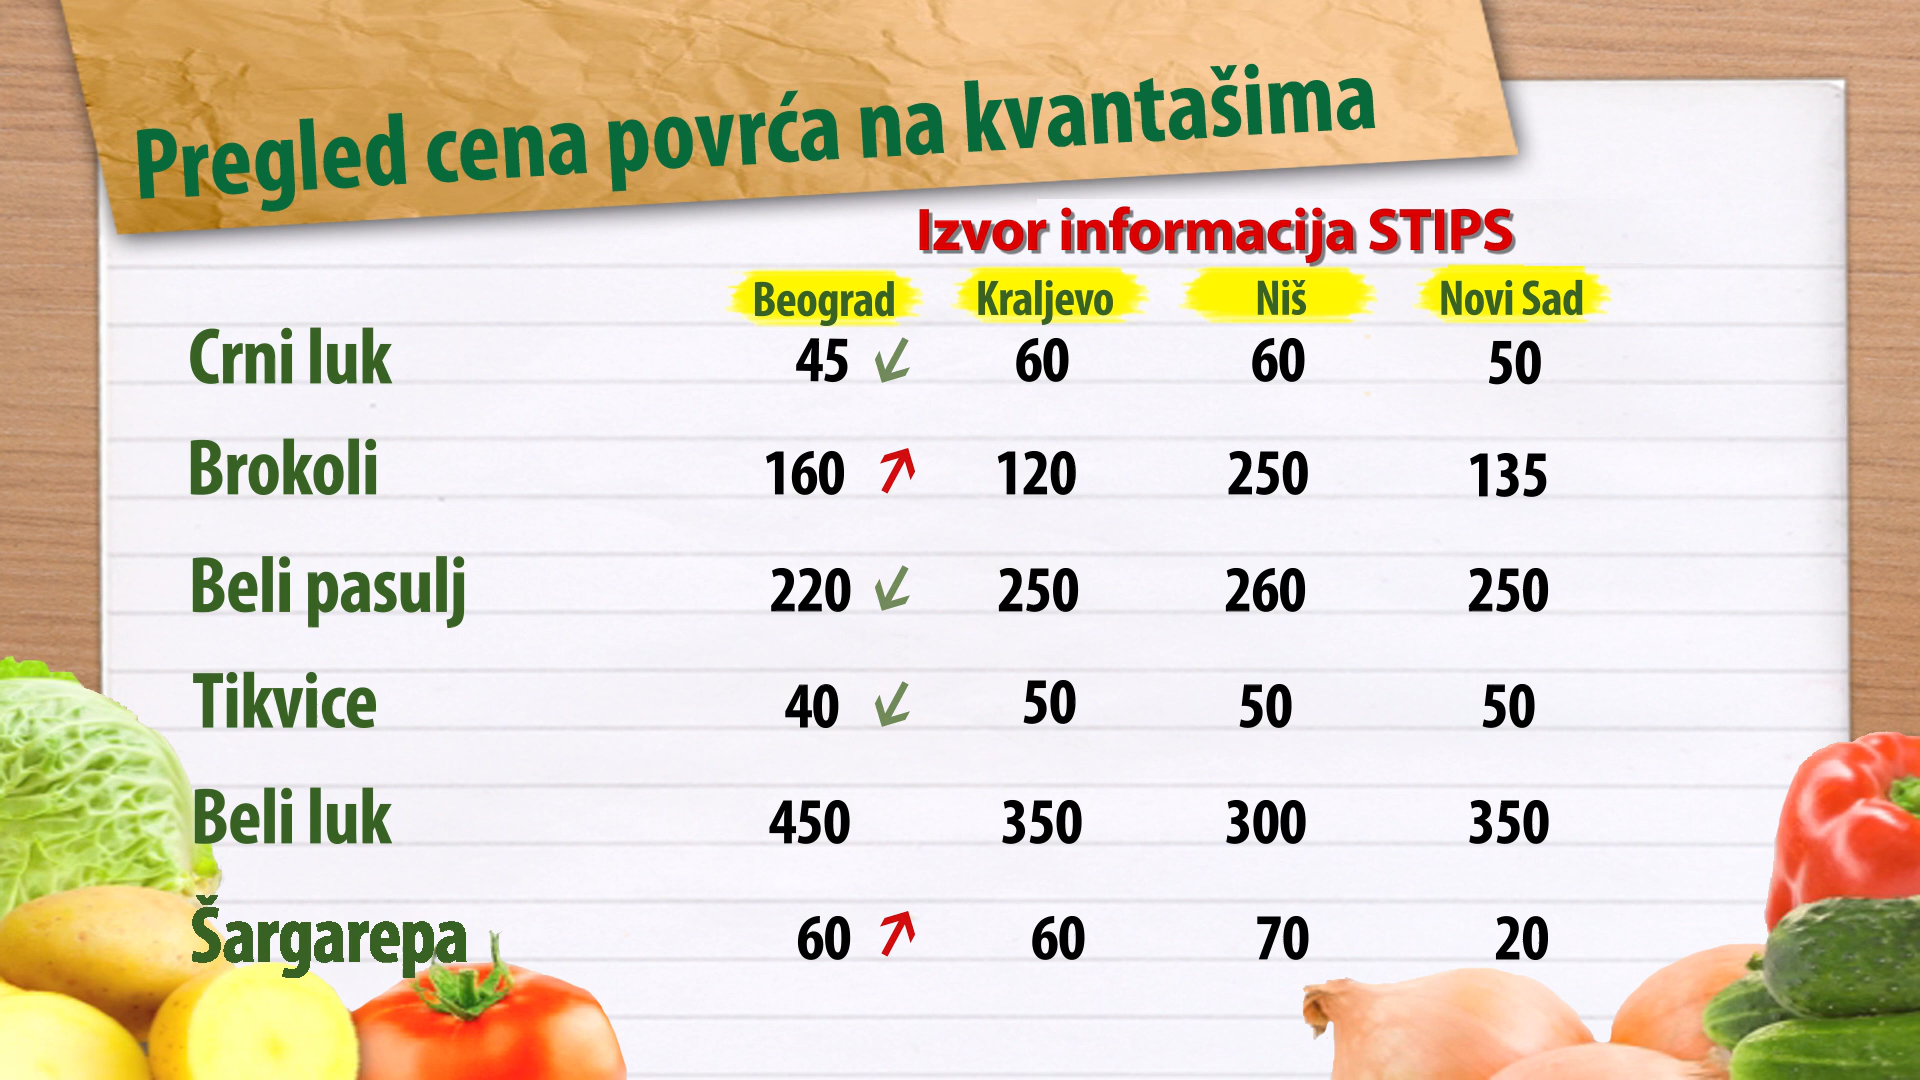 Pregled cena povrća na kvantašima
Izvor informacija STIPS
Beograd Kraljevo Niš Novi Sad
Crni luk 45 60 60 50
Brokoli 160 120 250 135
Beli pasulj 220 250 260 250
Tikvice 40 50 50 50
Beli luk 450 350 300 350
Šargarepa 60 60 70 20